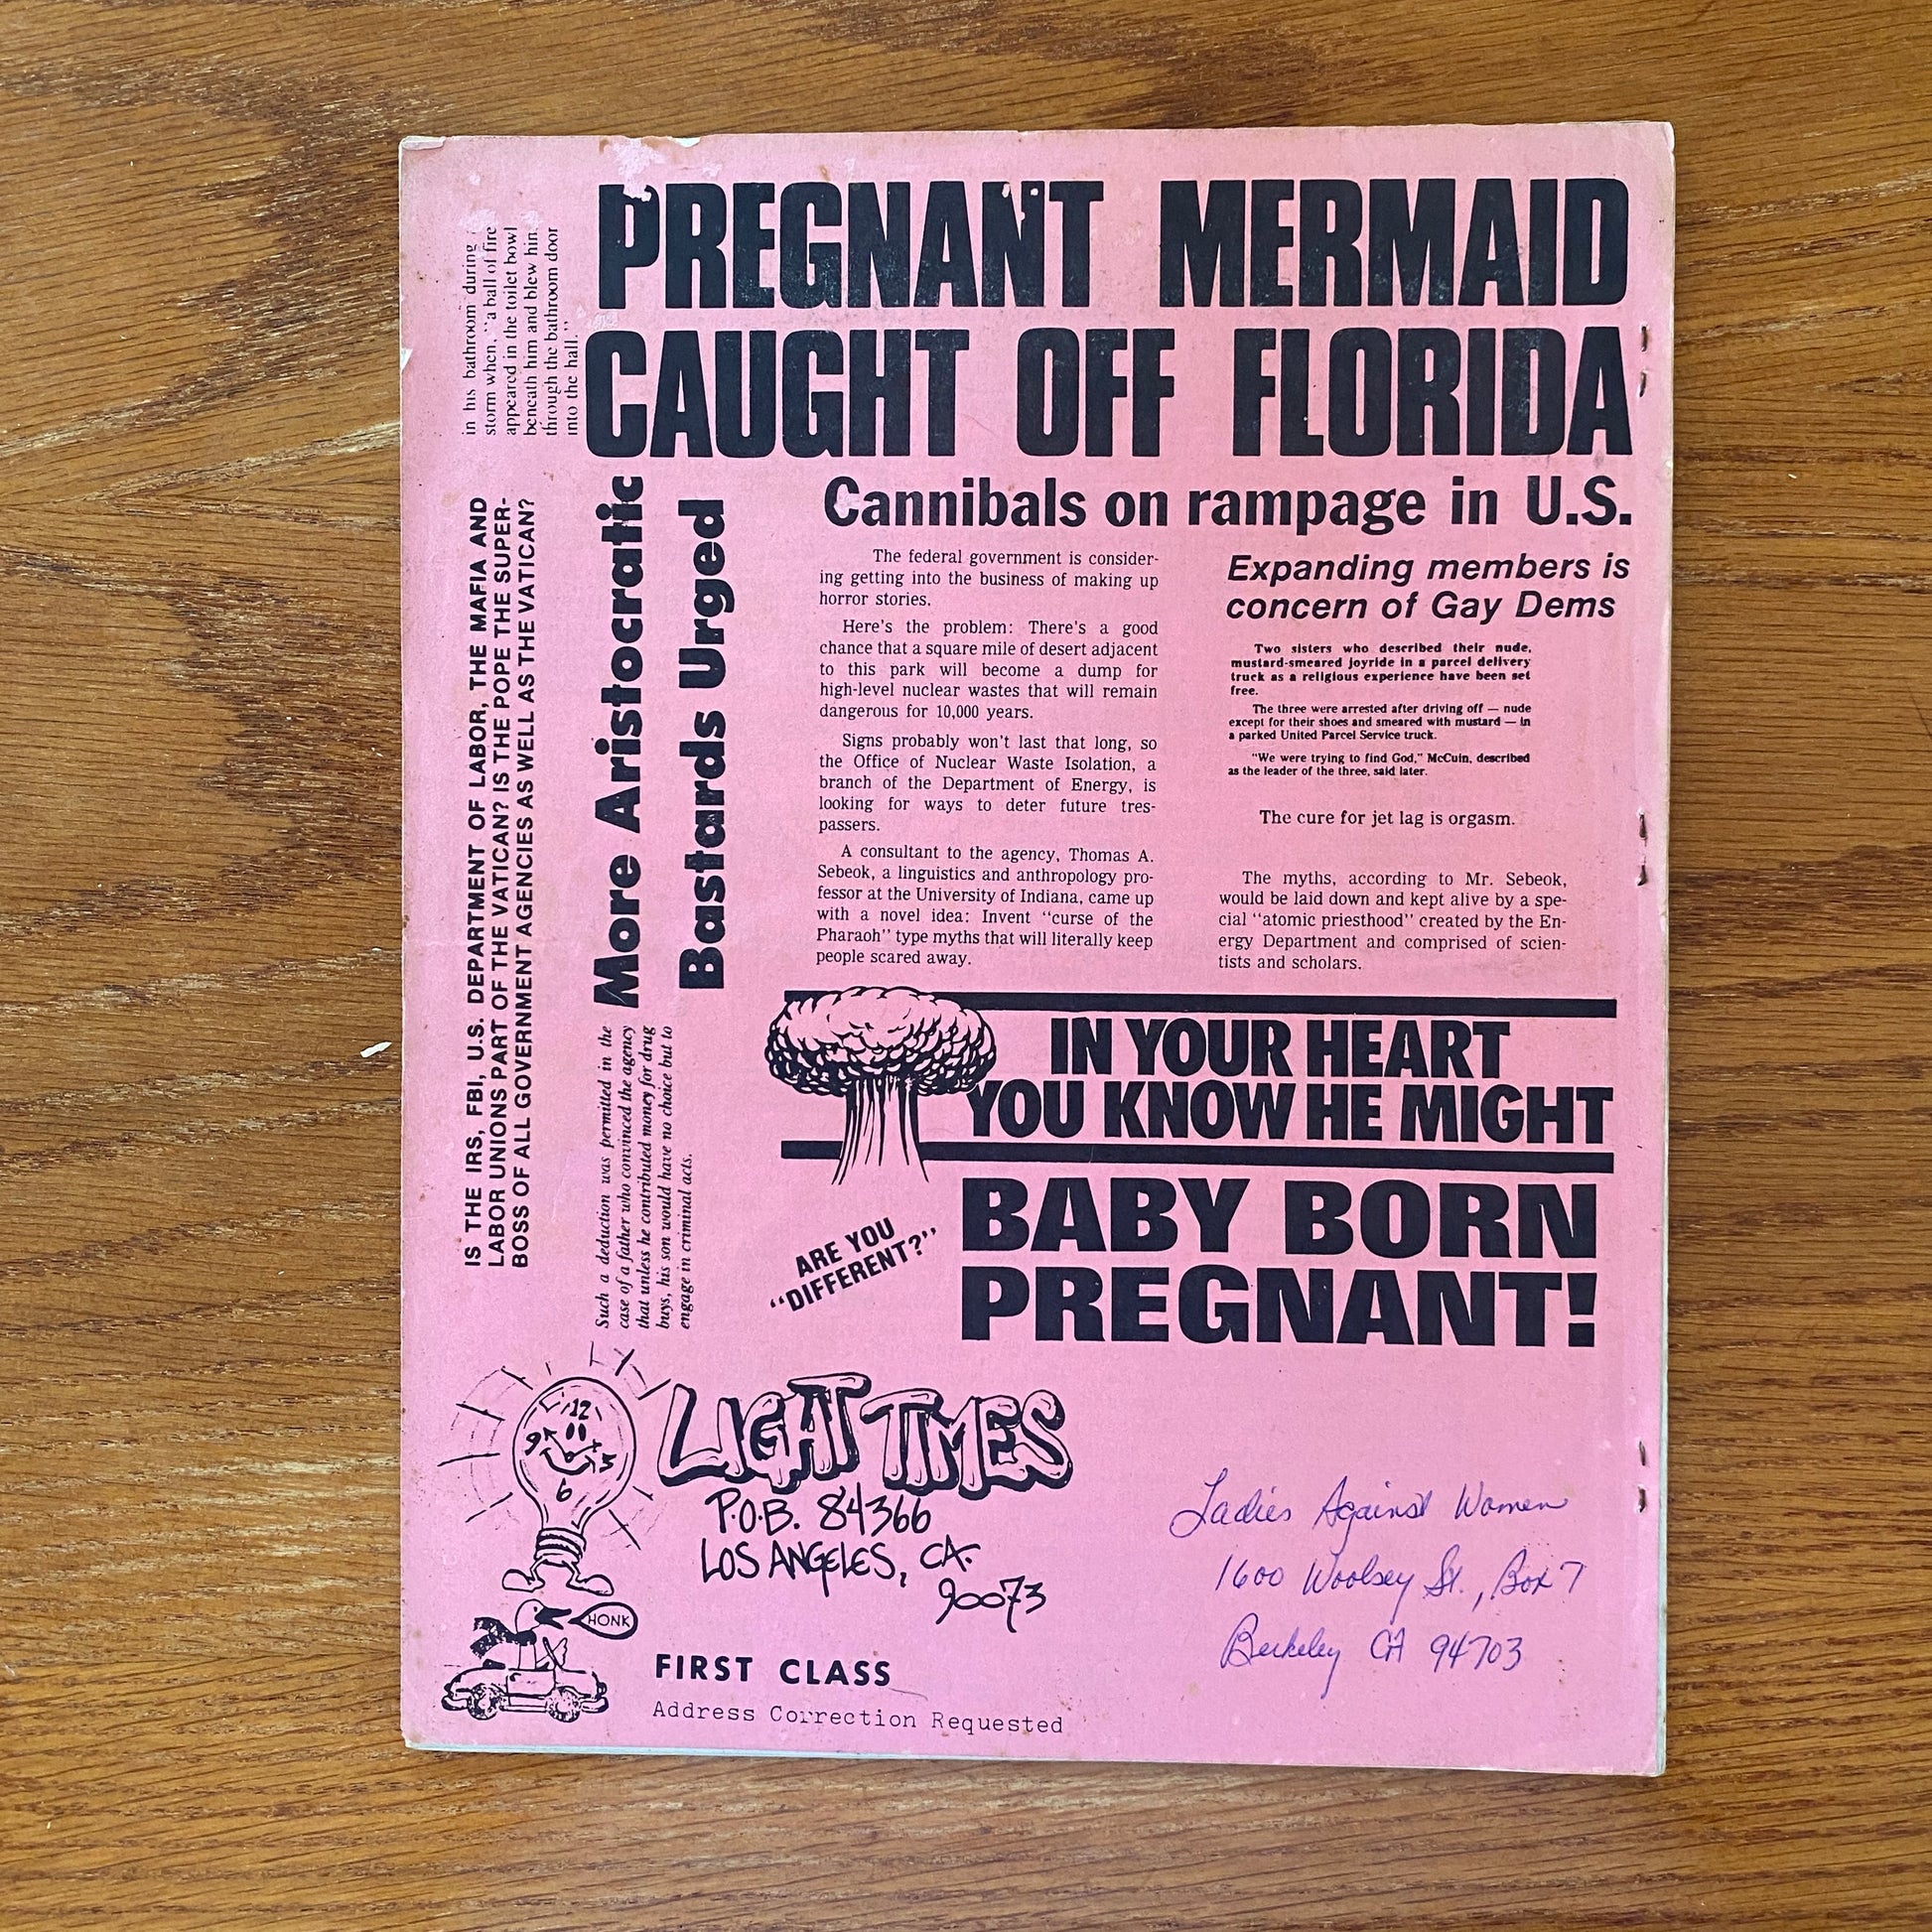 PREGNANT MERMAID
CAUGHT OFF FLORIDA
in his bathroom during
storm when, "a ball of fire
appeared in the toilet bowl
beneath him and blew him
through the bathroom door
into the hall."
IS THE IRS, FBI, U.S. DEPARTMENT OF LABOR, THE MAFIA AND
LABOR UNIONS PART OF THE VATICAN? IS THE POPE THE SUPER-
BOSS OF ALL GOVERNMENT AGENCIES AS WELL AS THE VATICAN?
More Aristocratic
Bastards Urged
Such a deduction was permitted in the
case of a father who convinced the agency
that unless he contributed money for drug
buys, his son would have no choice but to
engage in criminal acts.
Cannibals on rampage in U.S.
The federal government is consider-
ing getting into the business of making up
horror stories.
Here's the problem: There's a good
chance that a square mile of desert adjacent
to this park will become a dump for
high-level nuclear wastes that will remain
dangerous for 10,000 years.
Signs probably won't last that long, so
the Office of Nuclear Waste Isolation, a
branch of the Department of Energy, is
looking for ways to deter future tres-
passers.
A consultant to the agency, Thomas A.
Sebeok, a linguistics and anthropology pro-
fessor at the University of Indiana, came up
with a novel idea: Invent "curse of the
Pharaoh" type myths that will literally keep
people scared away.
Expanding members is
concern of Gay Dems
Two sisters who described their nude,
mustard-smeared joyride in a parcel delivery
truck as a religious experience have been set
free.
The three were arrested after driving off — nude
except for their shoes and smeared with mustard — in
a parked United Parcel Service truck.
"We were trying to find God," McCuin, described
as the leader of the three, said later.
The cure for jet lag is orgasm.
The myths, according to Mr. Sebeok,
would be laid down and kept alive by a spe-
cial "atomic priesthood" created by the En-
ergy Department and comprised of scien-
tists and scholars.
IN YOUR HEART
YOU KNOW HE MIGHT
ARE YOU
"DIFFERENT?"
BABY BORN
PREGNANT!
12
9 3
6
LIGHT TIMES
P.O.B. 84366
LOS ANGELES, CA.
90073
HONK
FIRST CLASS
Address Correction Requested
Ladies Against Women
1600 Woolsey St., Box 7
Berkeley CA 94703